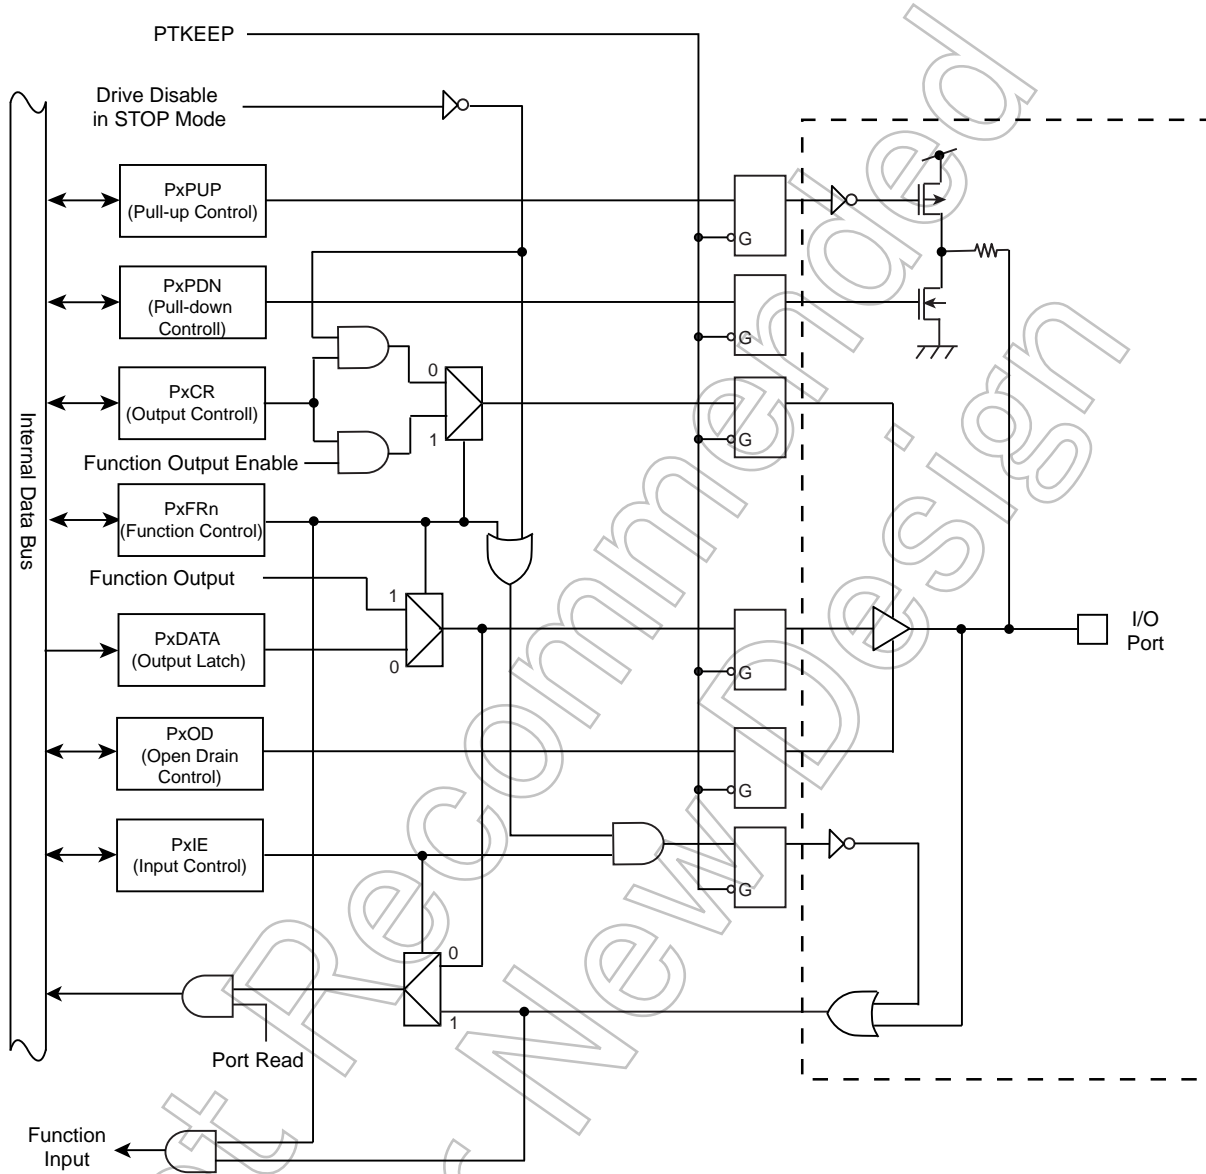 PTKEEP
Drive Disable
in STOP Mode
PxPUP
(Pull-up Control)
G
PxPDN
(Pull-down
Controll)
G
PxCR
(Output Controll)
0
1
G
Function Output Enable
Internal Data Bus
PxFRn
(Function Control)
Function Output
1
0
PxDATA
(Output Latch)
G
I/O
Port
PxOD
(Open Drain
Control)
G
PxIE
(Input Control)
G
0
1
Port Read
Function
Input
Recommended
New Design